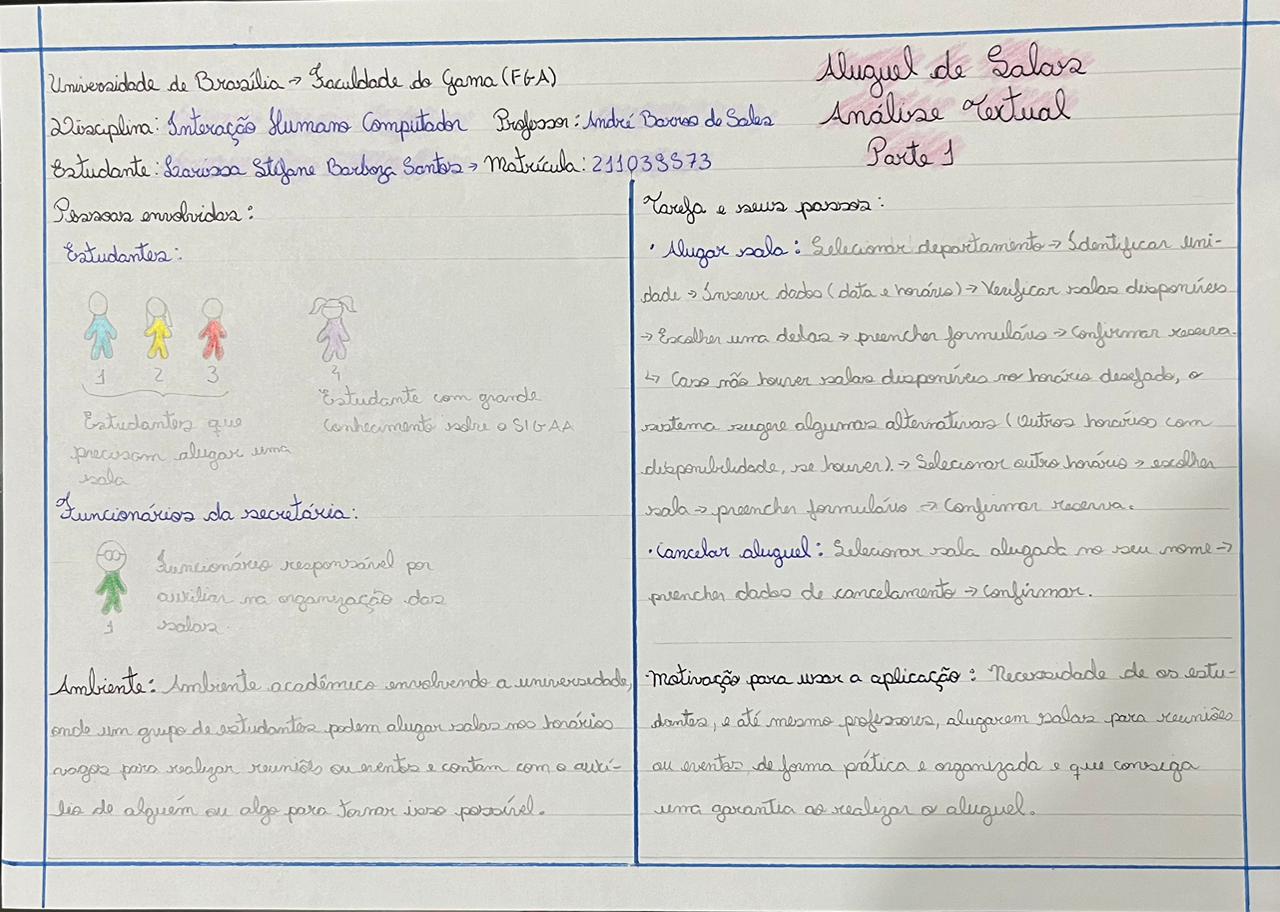 Universidade de Brasília → Faculdade do Gama (FGA)
Disciplina: Interação Humano Computador Professor: André Barros de Sales
Estudante: Larissa Stéfane Barboza Santos → Matrícula: 211039573
Aluguel de Salas
Análise Textual
Parte 1
Pessoas envolvidas:
Estudantes:
1 2 3
Estudantes que
precisam alugar uma
sala
4
Estudante com grande
conhecimento sobre o SIGAA
Funcionários da secretária:
1
Funcionário responsável por
auxiliar na organização das
salas.
Ambiente: Ambiente acadêmico envolvendo a universidade,
onde um grupo de estudantes podem alugar salas nos horários
vagos para realizar reuniões ou eventos e contam com o auxí-
lio de alguém ou algo para tornar isso possível.
Tarefa e seus passos:
• Alugar sala: Selecionar departamento → Identificar uni-
dade → Inserir dados (data e horário) → Verificar salas disponíveis
→ Escolher uma delas → preencher formulário → Confirmar reserva.
↳ Caso não houver salas disponíveis no horário desejado, o
sistema sugere algumas alternativas (Outros horários com
disponibilidade, se houver). → Selecionar outro horário → escolher
sala → preencher formulário → Confirmar reserva.
• Cancelar aluguel: Selecionar sala alugada no seu nome →
preencher dados de cancelamento → Confirmar.
Motivação para usar a aplicação: Necessidade de os estu-
dantes, e até mesmo professores, alugarem salas para reuniões
ou eventos, de forma prática e organizada e que consiga
uma garantia ao realizar o aluguel.